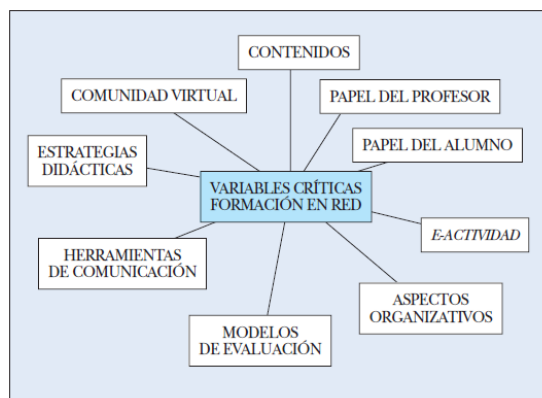 CONTENIDOS
COMUNIDAD VIRTUAL
PAPEL DEL PROFESOR
ESTRATEGIAS
DIDÁCTICAS
PAPEL DEL ALUMNO
VARIABLES CRÍTICAS
FORMACIÓN EN RED
E-ACTIVIDAD
HERRAMIENTAS
DE COMUNICACIÓN
ASPECTOS
ORGANIZATIVOS
MODELOS
DE EVALUACIÓN